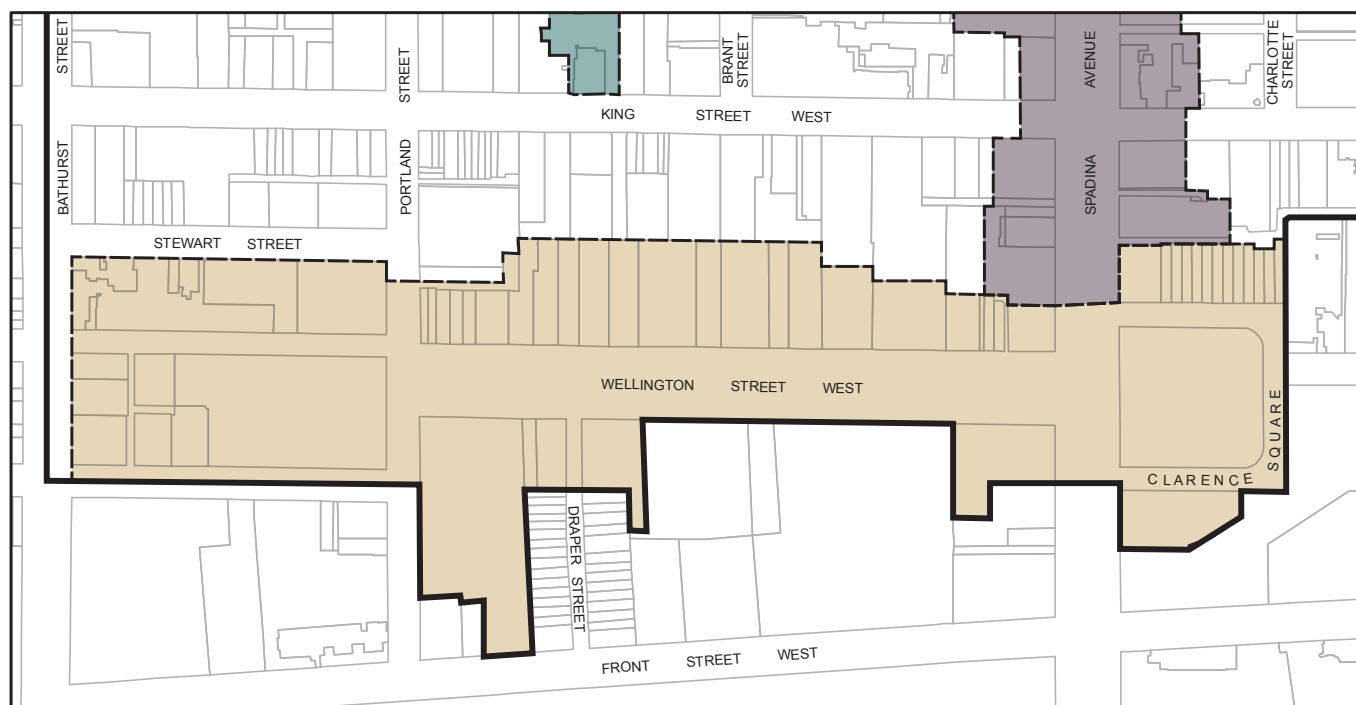 STREET
STREET
BRANT
STREET
AVENUE
CHARLOTTE
STREET
KING STREET WEST
BATHURST
PORTLAND
SPADINA
STEWART STREET
WELLINGTON STREET WEST
CLARENCE
SQUARE
DRAPER STREET
FRONT STREET WEST